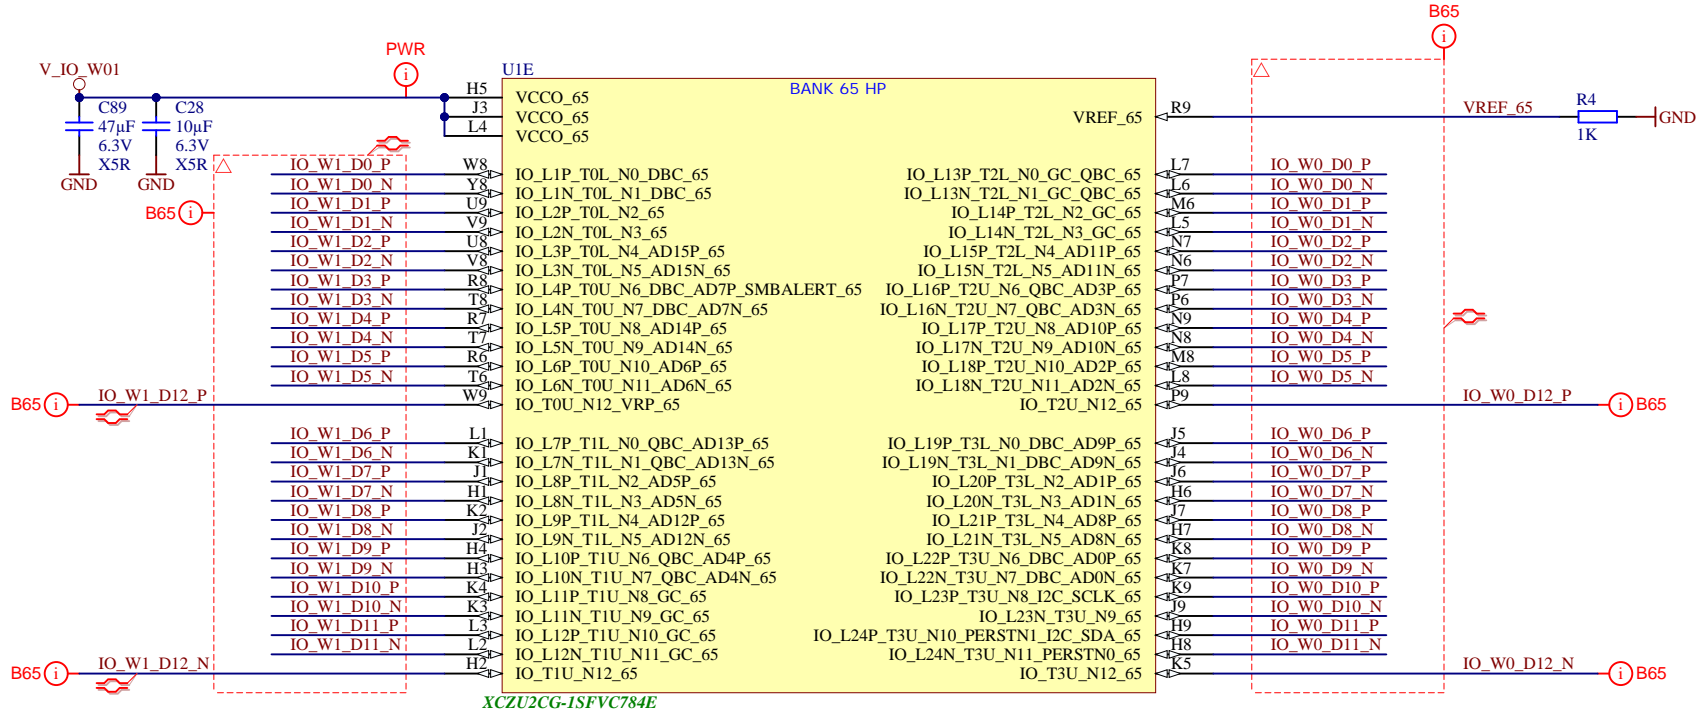 B65
PWR
V_IO_W01
U1E
BANK 65 HP
C89
47µF
6.3V
X5R
GND
C28
10µF
6.3V
X5R
GND
H5 VCCO_65
J3 VCCO_65
L4 VCCO_65
VREF_65 R9 VREF_65
R4
1K
GND
B65
IO_W1_D0_P W8 IO_L1P_T0L_N0_DBC_65
IO_W1_D0_N Y8 IO_L1N_T0L_N1_DBC_65
IO_W1_D1_P U9 IO_L2P_T0L_N2_65
IO_W1_D1_N V9 IO_L2N_T0L_N3_65
IO_W1_D2_P U8 IO_L3P_T0L_N4_AD15P_65
IO_W1_D2_N V8 IO_L3N_T0L_N5_AD15N_65
IO_W1_D3_P R8 IO_L4P_T0U_N6_DBC_AD7P_SMBALERT_65
IO_W1_D3_N T8 IO_L4N_T0U_N7_DBC_AD7N_65
IO_W1_D4_P R7 IO_L5P_T0U_N8_AD14P_65
IO_W1_D4_N T7 IO_L5N_T0U_N9_AD14N_65
IO_W1_D5_P R6 IO_L6P_T0U_N10_AD6P_65
IO_W1_D5_N T6 IO_L6N_T0U_N11_AD6N_65
B65 IO_W1_D12_P W9 IO_T0U_N12_VRP_65
IO_W1_D6_P L1 IO_L7P_T1L_N0_QBC_AD13P_65
IO_W1_D6_N K1 IO_L7N_T1L_N1_QBC_AD13N_65
IO_W1_D7_P J1 IO_L8P_T1L_N2_AD5P_65
IO_W1_D7_N H1 IO_L8N_T1L_N3_AD5N_65
IO_W1_D8_P K2 IO_L9P_T1L_N4_AD12P_65
IO_W1_D8_N J2 IO_L9N_T1L_N5_AD12N_65
IO_W1_D9_P H4 IO_L10P_T1U_N6_QBC_AD4P_65
IO_W1_D9_N H3 IO_L10N_T1U_N7_QBC_AD4N_65
IO_W1_D10_P K4 IO_L11P_T1U_N8_GC_65
IO_W1_D10_N K3 IO_L11N_T1U_N9_GC_65
IO_W1_D11_P L3 IO_L12P_T1U_N10_GC_65
IO_W1_D11_N L2 IO_L12N_T1U_N11_GC_65
B65 IO_W1_D12_N H2 IO_T1U_N12_65
IO_L13P_T2L_N0_GC_QBC_65 L7 IO_W0_D0_P
IO_L13N_T2L_N1_GC_QBC_65 L6 IO_W0_D0_N
IO_L14P_T2L_N2_GC_65 M6 IO_W0_D1_P
IO_L14N_T2L_N3_GC_65 L5 IO_W0_D1_N
IO_L15P_T2L_N4_AD11P_65 N7 IO_W0_D2_P
IO_L15N_T2L_N5_AD11N_65 N6 IO_W0_D2_N
IO_L16P_T2U_N6_QBC_AD3P_65 P7 IO_W0_D3_P
IO_L16N_T2U_N7_QBC_AD3N_65 P6 IO_W0_D3_N
IO_L17P_T2U_N8_AD10P_65 N9 IO_W0_D4_P
IO_L17N_T2U_N9_AD10N_65 N8 IO_W0_D4_N
IO_L18P_T2U_N10_AD2P_65 M8 IO_W0_D5_P
IO_L18N_T2U_N11_AD2N_65 L8 IO_W0_D5_N
IO_T2U_N12_65 P9 IO_W0_D12_P B65
IO_L19P_T3L_N0_DBC_AD9P_65 J5 IO_W0_D6_P
IO_L19N_T3L_N1_DBC_AD9N_65 J4 IO_W0_D6_N
IO_L20P_T3L_N2_AD1P_65 J6 IO_W0_D7_P
IO_L20N_T3L_N3_AD1N_65 H6 IO_W0_D7_N
IO_L21P_T3L_N4_AD8P_65 J7 IO_W0_D8_P
IO_L21N_T3L_N5_AD8N_65 H7 IO_W0_D8_N
IO_L22P_T3U_N6_DBC_AD0P_65 K8 IO_W0_D9_P
IO_L22N_T3U_N7_DBC_AD0N_65 K7 IO_W0_D9_N
IO_L23P_T3U_N8_I2C_SCLK_65 K9 IO_W0_D10_P
IO_L23N_T3U_N9_65 J9 IO_W0_D10_N
IO_L24P_T3U_N10_PERSTN1_I2C_SDA_65 H9 IO_W0_D11_P
IO_L24N_T3U_N11_PERSTN0_65 H8 IO_W0_D11_N
IO_T3U_N12_65 K5 IO_W0_D12_N B65
XCZU2CG-1SFVC784E